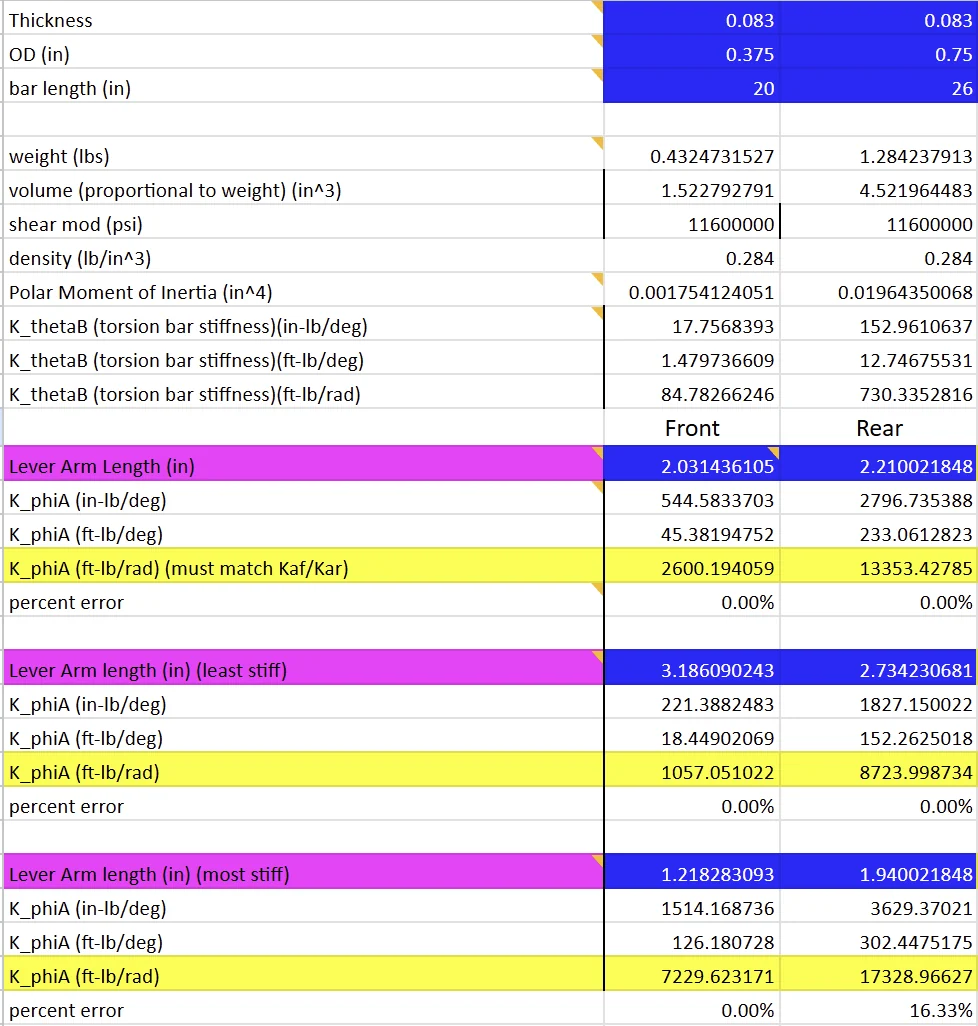 Thickness 0.083 0.083
OD (in) 0.375 0.75
bar length (in) 20 26
weight (lbs) 0.4324731527 1.284237913
volume (proportional to weight) (in^3) 1.522792791 4.521964483
shear mod (psi) 11600000 11600000
density (lb/in^3) 0.284 0.284
Polar Moment of Inertia (in^4) 0.001754124051 0.01964350068
K_thetaB (torsion bar stiffness)(in-lb/deg) 17.7568393 152.9610637
K_thetaB (torsion bar stiffness)(ft-lb/deg) 1.479736609 12.74675531
K_thetaB (torsion bar stiffness)(ft-lb/rad) 84.78266246 730.3352816
Front Rear
Lever Arm Length (in) 2.031436105 2.210021848
K_phiA (in-lb/deg) 544.5833703 2796.735388
K_phiA (ft-lb/deg) 45.38194752 233.0612823
K_phiA (ft-lb/rad) (must match Kaf/Kar) 2600.194059 13353.42785
percent error 0.00% 0.00%
Lever Arm length (in) (least stiff) 3.186090243 2.734230681
K_phiA (in-lb/deg) 221.3882483 1827.150022
K_phiA (ft-lb/deg) 18.44902069 152.2625018
K_phiA (ft-lb/rad) 1057.051022 8723.998734
percent error 0.00% 0.00%
Lever Arm length (in) (most stiff) 1.218283093 1.940021848
K_phiA (in-lb/deg) 1514.168736 3629.37021
K_phiA (ft-lb/deg) 126.180728 302.4475175
K_phiA (ft-lb/rad) 7229.623171 17328.96627
percent error 0.00% 16.33%